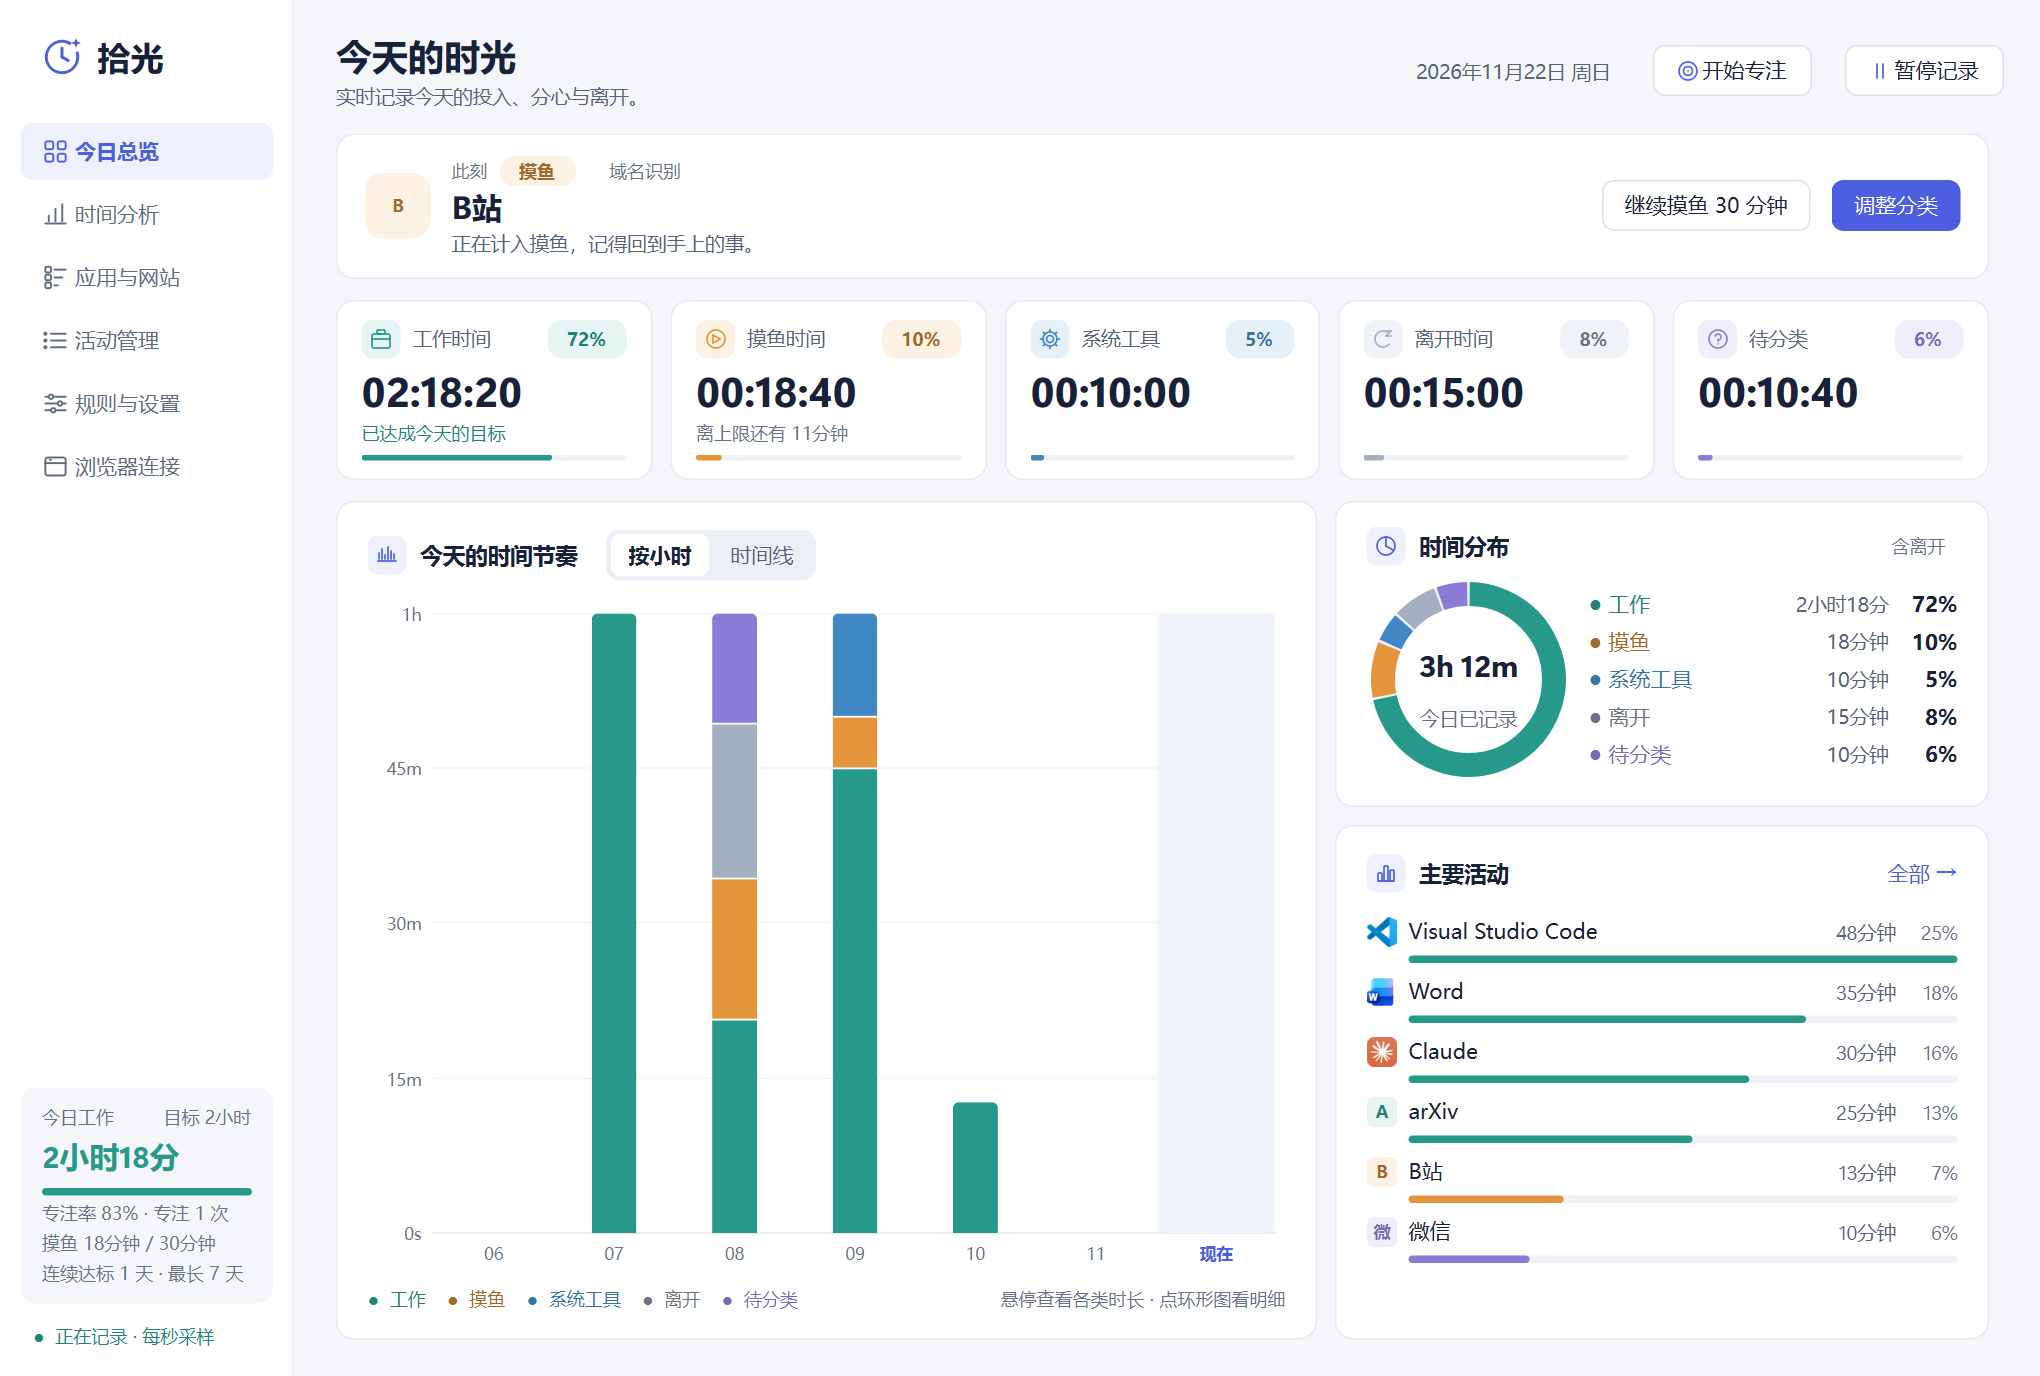 拾光
今日总览
时间分析
应用与网站
活动管理
规则与设置
浏览器连接
今日工作 目标 2小时
2小时18分
专注率 83% · 专注 1 次
摸鱼 18分钟 / 30分钟
连续达标 1 天 · 最长 7 天
正在记录 · 每秒采样
今天的时光
实时记录今天的投入、分心与离开。
2026年11月22日 周日
开始专注
暂停记录
B
此刻 摸鱼 域名识别
B站
正在计入摸鱼，记得回到手上的事。
继续摸鱼 30 分钟
调整分类
工作时间 72%
02:18:20
已达成今天的目标
摸鱼时间 10%
00:18:40
离上限还有 11分钟
系统工具 5%
00:10:00
离开时间 8%
00:15:00
待分类 6%
00:10:40
今天的时间节奏 按小时 时间线
1h
45m
30m
15m
0s
06 07 08 09 10 11 现在
工作 摸鱼 系统工具 离开 待分类
悬停查看各类时长 · 点环形图看明细
时间分布 含离开
3h 12m
今日已记录
工作 2小时18分 72%
摸鱼 18分钟 10%
系统工具 10分钟 5%
离开 15分钟 8%
待分类 10分钟 6%
主要活动 全部 →
Visual Studio Code 48分钟 25%
W Word 35分钟 18%
Claude 30分钟 16%
A arXiv 25分钟 13%
B B站 13分钟 7%
微 微信 10分钟 6%